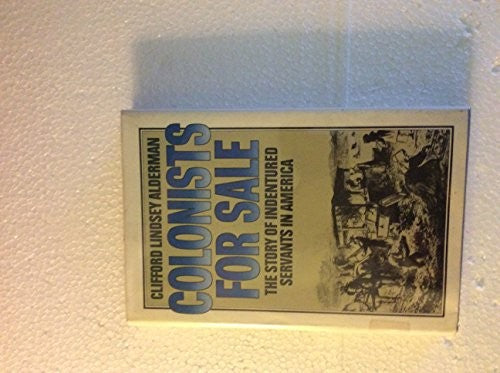 CLIFFORD LINDSEY ALDERMAN
COLONISTS
FOR SALE
THE STORY OF INDENTURED
SERVANTS IN AMERICA